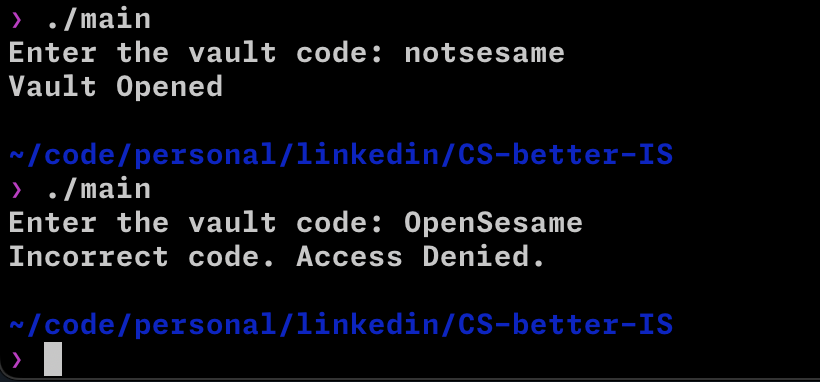 ❯ ./main
Enter the vault code: notsesame
Vault Opened
~/code/personal/linkedin/CS-better-IS
❯ ./main
Enter the vault code: OpenSesame
Incorrect code. Access Denied.
~/code/personal/linkedin/CS-better-IS
❯